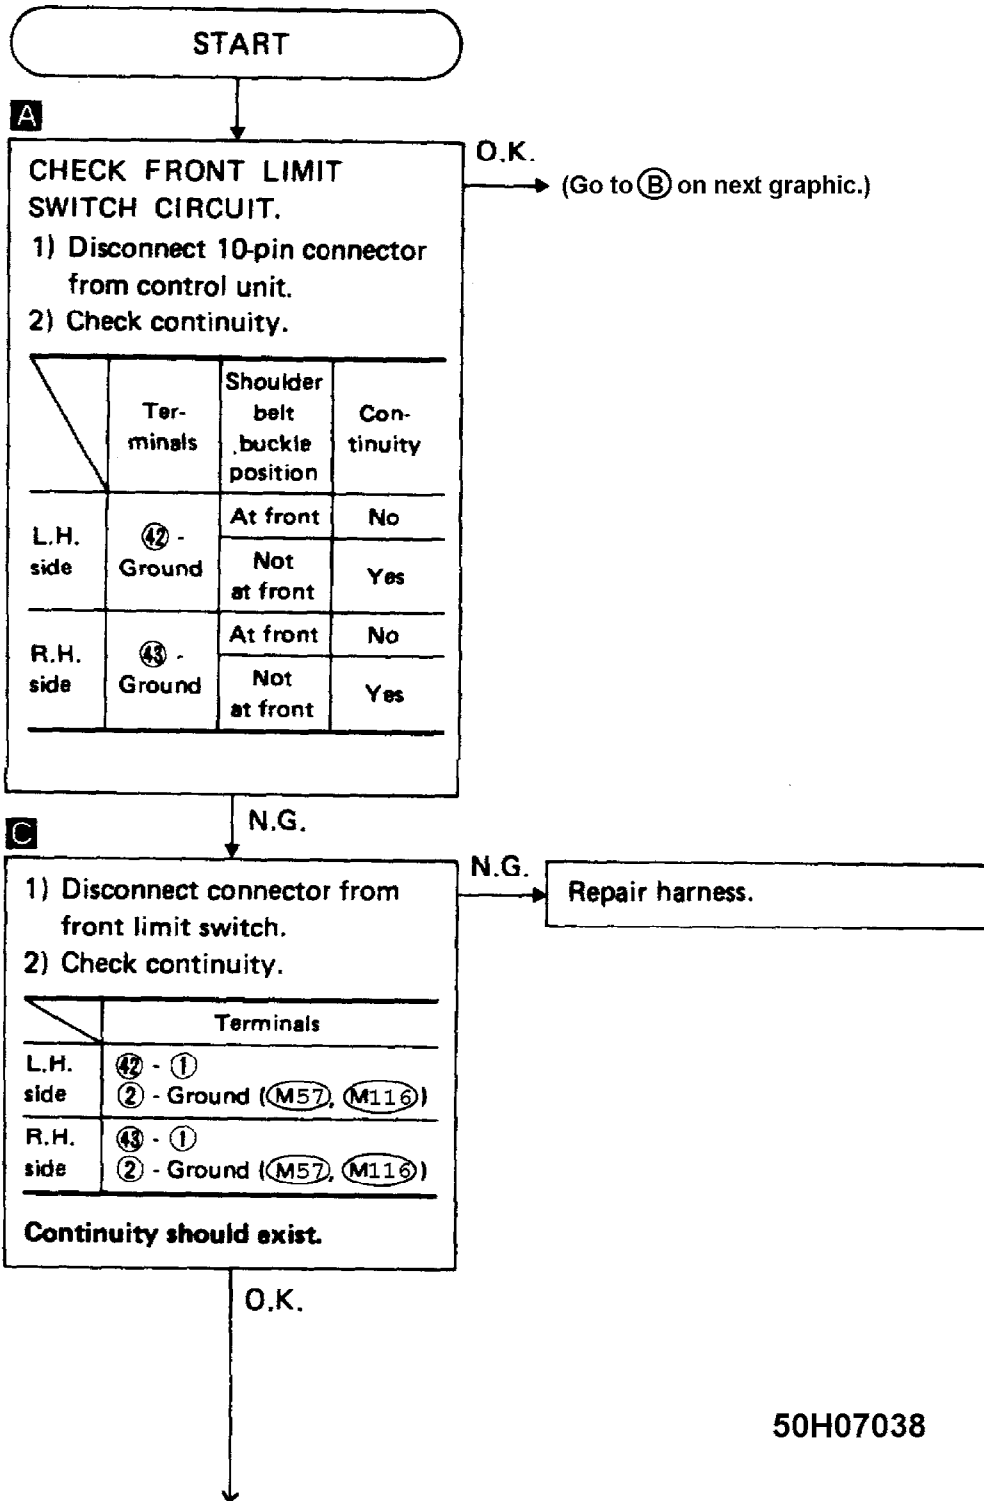 START
A
CHECK FRONT LIMIT
SWITCH CIRCUIT.
1) Disconnect 10-pin connector
from control unit.
2) Check continuity.
O.K.
(Go to Ⓑ on next graphic.)
Ter-
minals
Shoulder
belt
buckle
position
Con-
tinuity
L.H.
side
㊷ -
Ground
At front
No
Not
at front
Yes
R.H.
side
㊸ -
Ground
At front
No
Not
at front
Yes
N.G.
C
1) Disconnect connector from
front limit switch.
2) Check continuity.
N.G.
Repair harness.
Terminals
L.H.
side
㊷ - ①
② - Ground (M57, M116)
R.H.
side
㊸ - ①
② - Ground (M57, M116)
Continuity should exist.
O.K.
50H07038